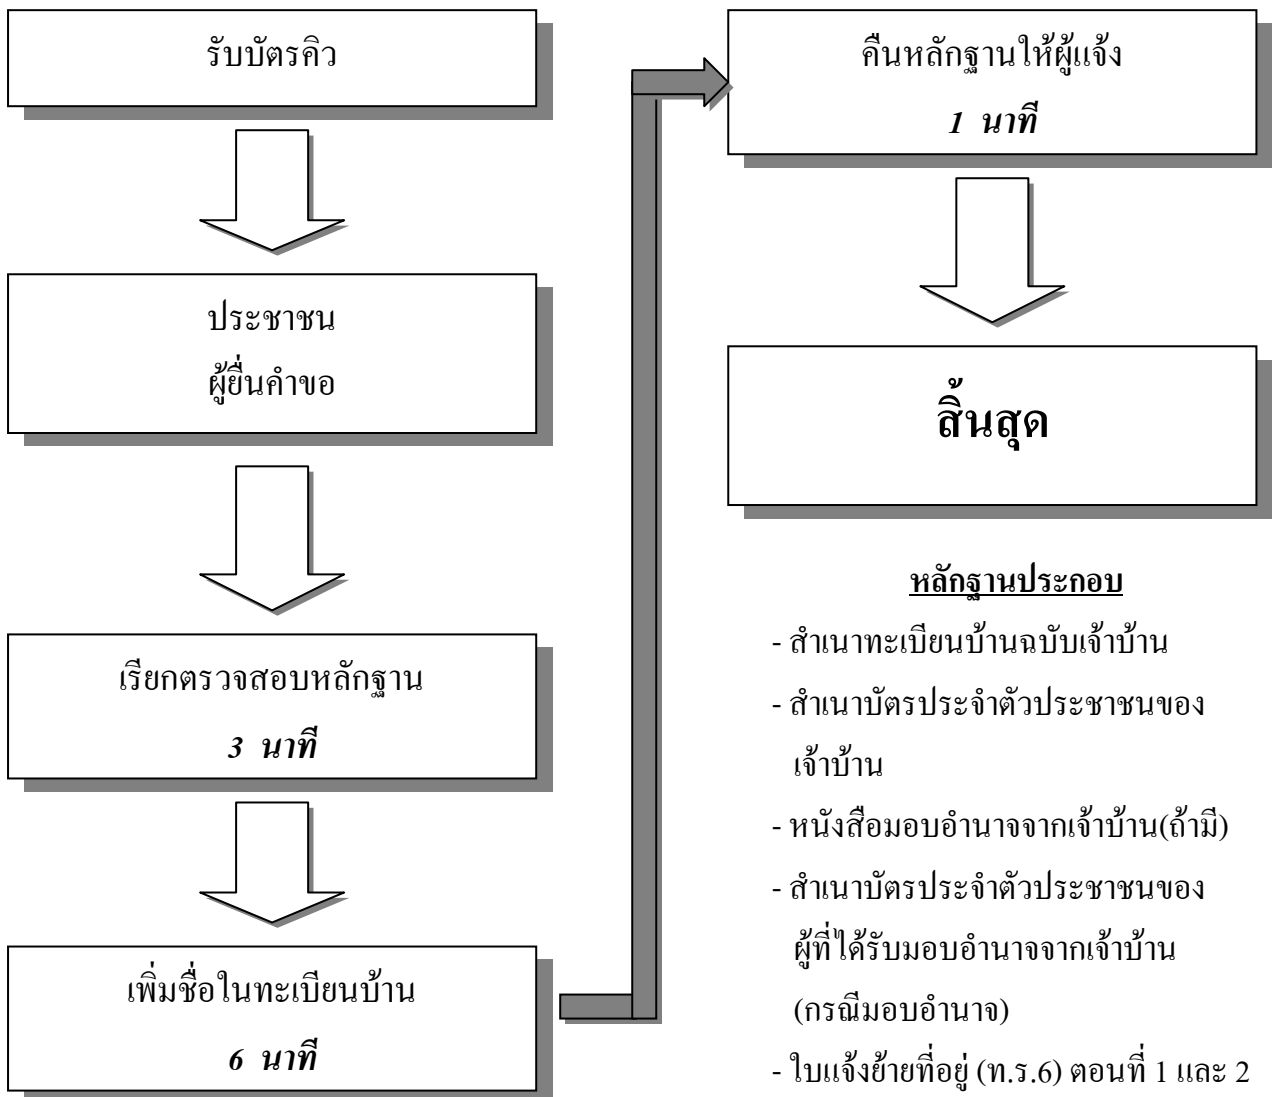 รับบัตรคิว
ประชาชน
ผู้ยื่นคำขอ
เรียกตรวจสอบหลักฐาน
3 นาที
เพิ่มชื่อในทะเบียนบ้าน
6 นาที
คืนหลักฐานให้ผู้แจ้ง
1 นาที
สิ้นสุด
หลักฐานประกอบ
- สำเนาทะเบียนบ้านฉบับเจ้าบ้าน
- สำเนาบัตรประจำตัวประชาชนของ
เจ้าบ้าน
- หนังสือมอบอำนาจจากเจ้าบ้าน(ถ้ามี)
- สำเนาบัตรประจำตัวประชาชนของ
ผู้ที่ได้รับมอบอำนาจจากเจ้าบ้าน
(กรณีมอบอำนาจ)
- ใบแจ้งย้ายที่อยู่ (ท.ร.6) ตอนที่ 1 และ 2